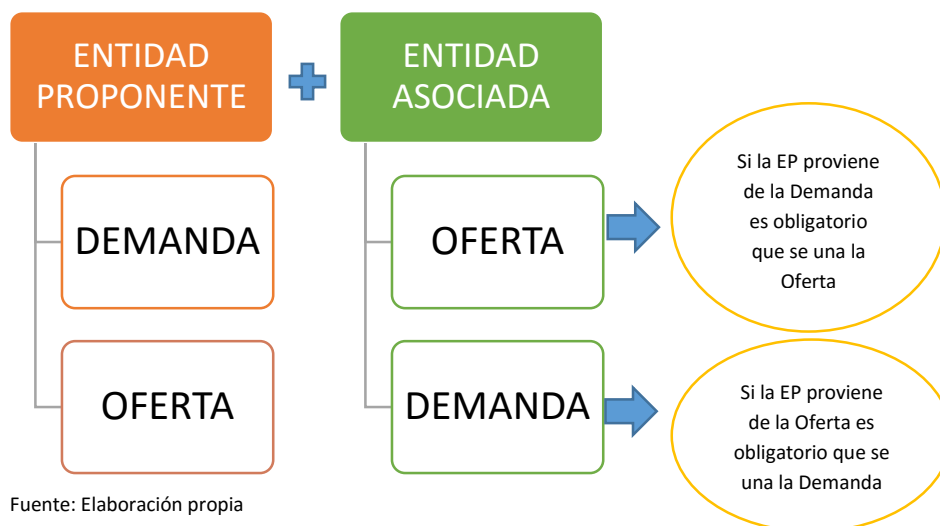 ENTIDAD
PROPONENTE
ENTIDAD
ASOCIADA
DEMANDA
OFERTA
Si la EP proviene
de la Demanda
es obligatorio
que se una la
Oferta
OFERTA
DEMANDA
Si la EP proviene
de la Oferta es
obligatorio que se
una la Demanda
Fuente: Elaboración propia